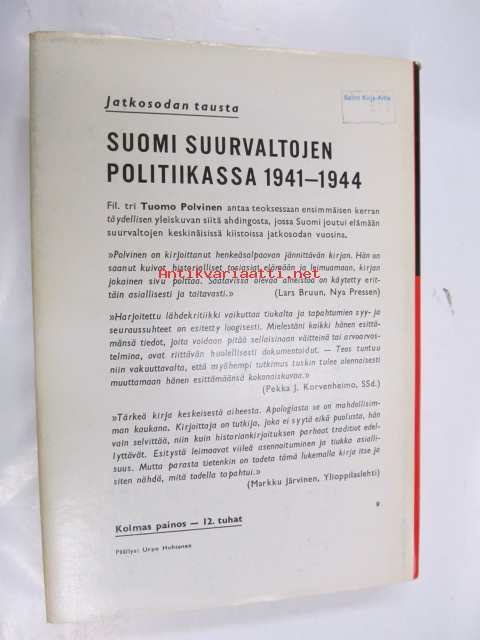 Salon Kirja-Aitta
Jatkosodan tausta
SUOMI SUURVALTOJEN
POLITIIKASSA 1941—1944
Fil. tri Tuomo Polvinen antaa teoksessaan ensimmäisen kerran
täydellisen yleiskuvan siitä ahdingosta, jossa Suomi joutui elämään
suurvaltojen keskinäisissä kiistoissa jatkosodan vuosina.
»Polvinen on kirjoittanut henkeäsalpaavan jännittävän kirjan. Hän on
saanut kuivat historialliset tosiasiat elämään ja leimuamaan, kirjan
jokainen sivu polttaa. Saatavissa olevaa aineistoa on käytetty erit-
täin asiallisesti ja taitavasti.» (Lars Bruun, Nya Pressen)
Antikvaari.net
»Harjoitettu lähdekritiikki vaikuttaa tiukalta ja tapahtumien syy- ja
seuraussuhteet on esitetty loogisesti. Mielestäni kaikki hänen esittä-
mänsä tiedot, joita voidaan pitää sellaisinaan väitteinä tai arvoarvos-
telmina, ovat riittävän huolellisesti dokumentoidut. — Teos tuntuu
niin vakuuttavalta, että myöhempi tutkimus tuskin tulee olennaisesti
muuttamaan hänen esittämäänsä kokonaiskuvaa.»
(Pekka J. Korvenheimo, SSd.)
»Tärkeä kirja keskeisestä aiheesta. Apologiasta se on mahdollisim-
man kaukana. Kirjoittaja on tutkija, joka ei syytä eikä puolusta, hän
vain selvittää, niin kuin historiankirjoituksen parhaat traditiot edel-
lyttävät. Esitystä leimaavat viileä asennoituminen ja tiukka asialli-
suus. Mutta parasta tietenkin on todeta tämä lukemalla kirja itse ja
siten nähdä, mitä todella tapahtui.»
(Markku Järvinen, Ylioppilaslehti)
Kolmas painos — 12. tuhat
Päällys: Urpo Huhtanen